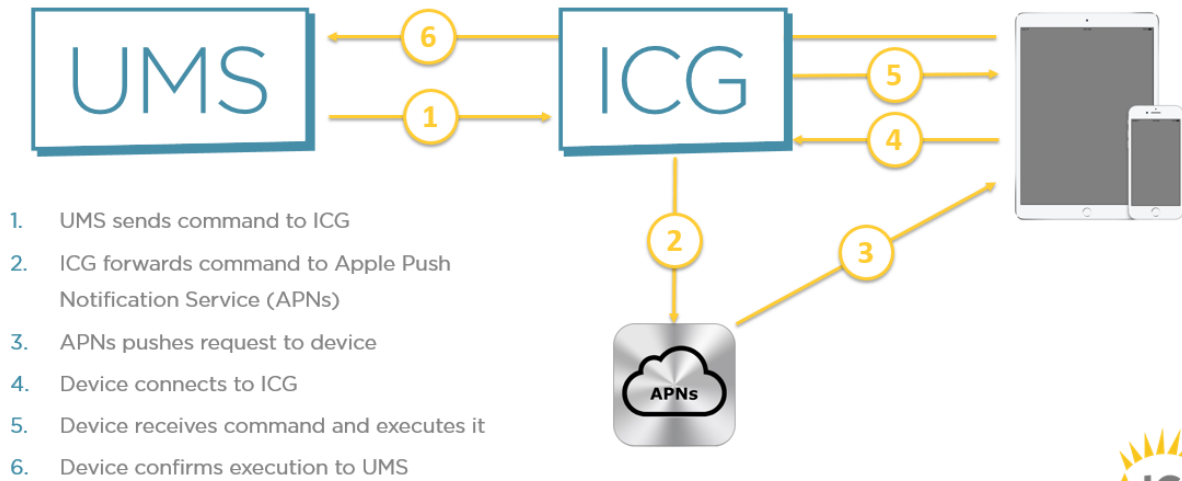 UMS
ICG
6
5
1
4
2
3
APNs
1. UMS sends command to ICG
2. ICG forwards command to Apple Push
Notification Service (APNs)
3. APNs pushes request to device
4. Device connects to ICG
5. Device receives command and executes it
6. Device confirms execution to UMS